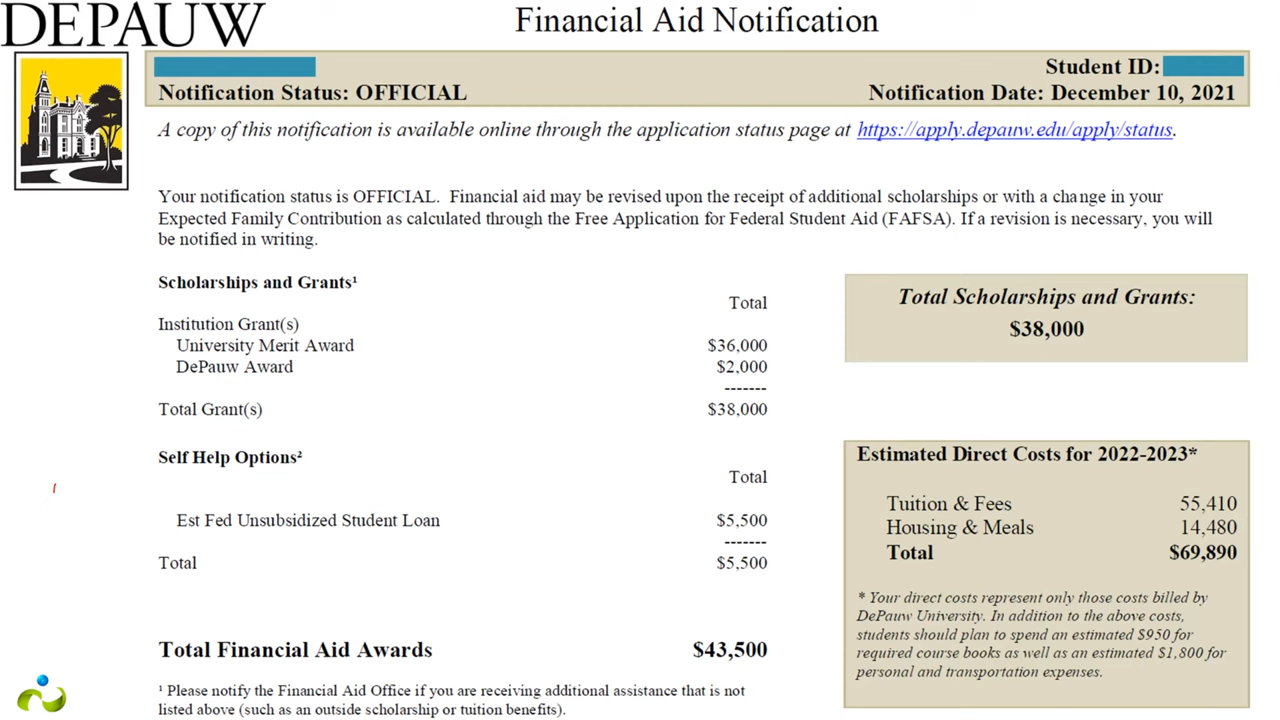 DEPAUW
Financial Aid Notification
Student ID:
Notification Status: OFFICIAL
Notification Date: December 10, 2021
A copy of this notification is available online through the application status page at https://apply.depauw.edu/apply/status.
Your notification status is OFFICIAL. Financial aid may be revised upon the receipt of additional scholarships or with a change in your
Expected Family Contribution as calculated through the Free Application for Federal Student Aid (FAFSA). If a revision is necessary, you will
be notified in writing.
Scholarships and Grants¹
Total
Institution Grant(s)
University Merit Award $36,000
DePauw Award $2,000
-------
Total Grant(s) $38,000
Self Help Options²
Total
Est Fed Unsubsidized Student Loan $5,500
-------
Total $5,500
Total Financial Aid Awards $43,500
¹ Please notify the Financial Aid Office if you are receiving additional assistance that is not
listed above (such as an outside scholarship or tuition benefits).
Total Scholarships and Grants:
$38,000
Estimated Direct Costs for 2022-2023*
Tuition & Fees 55,410
Housing & Meals 14,480
Total $69,890
* Your direct costs represent only those costs billed by
DePauw University. In addition to the above costs,
students should plan to spend an estimated $950 for
required course books as well as an estimated $1,800 for
personal and transportation expenses.